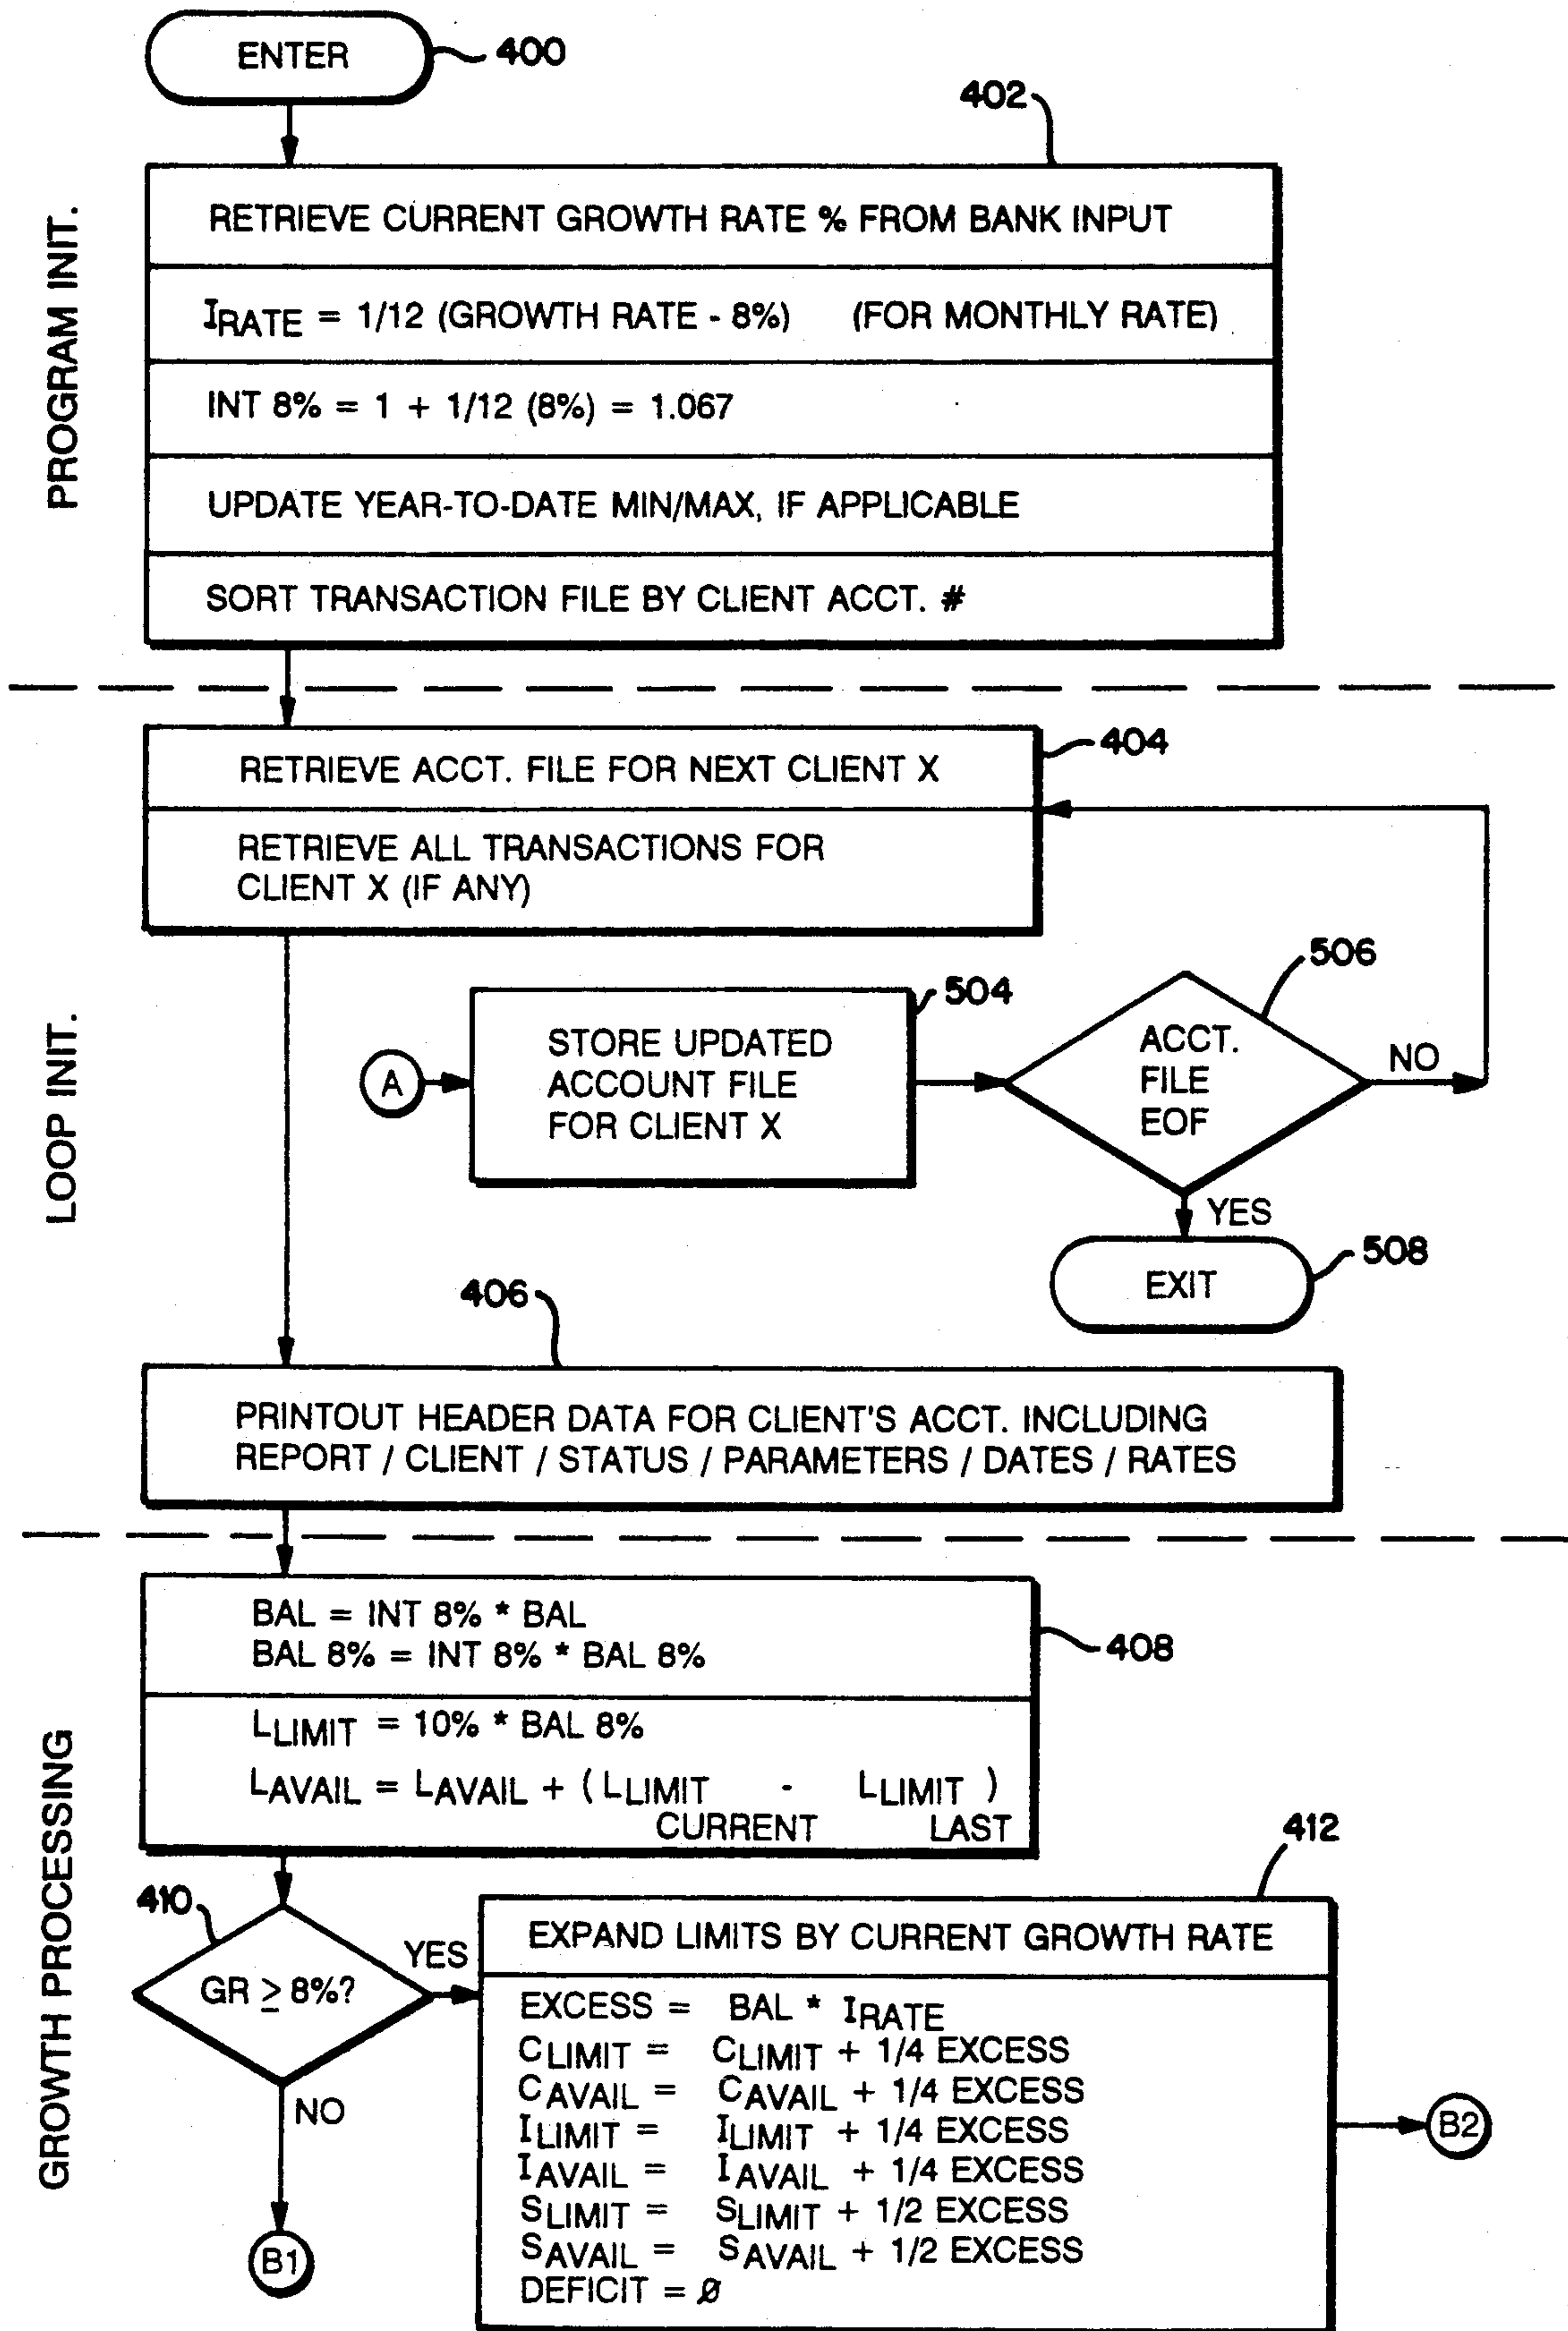 ENTER
400
402
PROGRAM INIT.
RETRIEVE CURRENT GROWTH RATE % FROM BANK INPUT
IRATE = 1/12 (GROWTH RATE - 8%) (FOR MONTHLY RATE)
INT 8% = 1 + 1/12 (8%) = 1.067
UPDATE YEAR-TO-DATE MIN/MAX, IF APPLICABLE
SORT TRANSACTION FILE BY CLIENT ACCT. #
LOOP INIT.
404
RETRIEVE ACCT. FILE FOR NEXT CLIENT X
RETRIEVE ALL TRANSACTIONS FOR
CLIENT X (IF ANY)
A
504
STORE UPDATED
ACCOUNT FILE
FOR CLIENT X
506
ACCT.
FILE
EOF
NO
YES
EXIT
508
406
PRINTOUT HEADER DATA FOR CLIENT'S ACCT. INCLUDING
REPORT / CLIENT / STATUS / PARAMETERS / DATES / RATES
GROWTH PROCESSING
BAL = INT 8% * BAL
BAL 8% = INT 8% * BAL 8%
408
LLIMIT = 10% * BAL 8%
LAVAIL = LAVAIL + ( LLIMIT - LLIMIT )
CURRENT LAST
410
GR ≥ 8%?
YES
NO
B1
412
EXPAND LIMITS BY CURRENT GROWTH RATE
EXCESS = BAL * IRATE
CLIMIT = CLIMIT + 1/4 EXCESS
CAVAIL = CAVAIL + 1/4 EXCESS
ILIMIT = ILIMIT + 1/4 EXCESS
IAVAIL = IAVAIL + 1/4 EXCESS
SLIMIT = SLIMIT + 1/2 EXCESS
SAVAIL = SAVAIL + 1/2 EXCESS
DEFICIT = Ø
B2